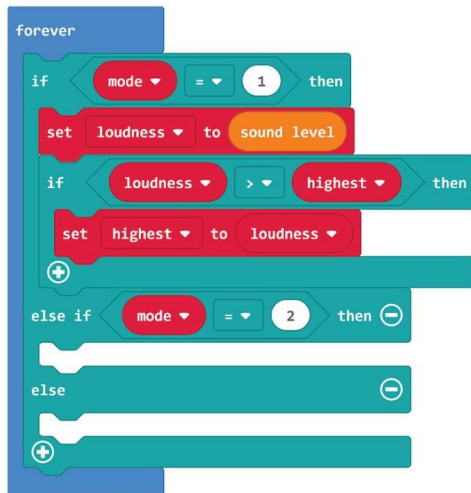 forever
if mode = 1 then
set loudness to sound level
if loudness > highest then
set highest to loudness
else if mode = 2 then
else